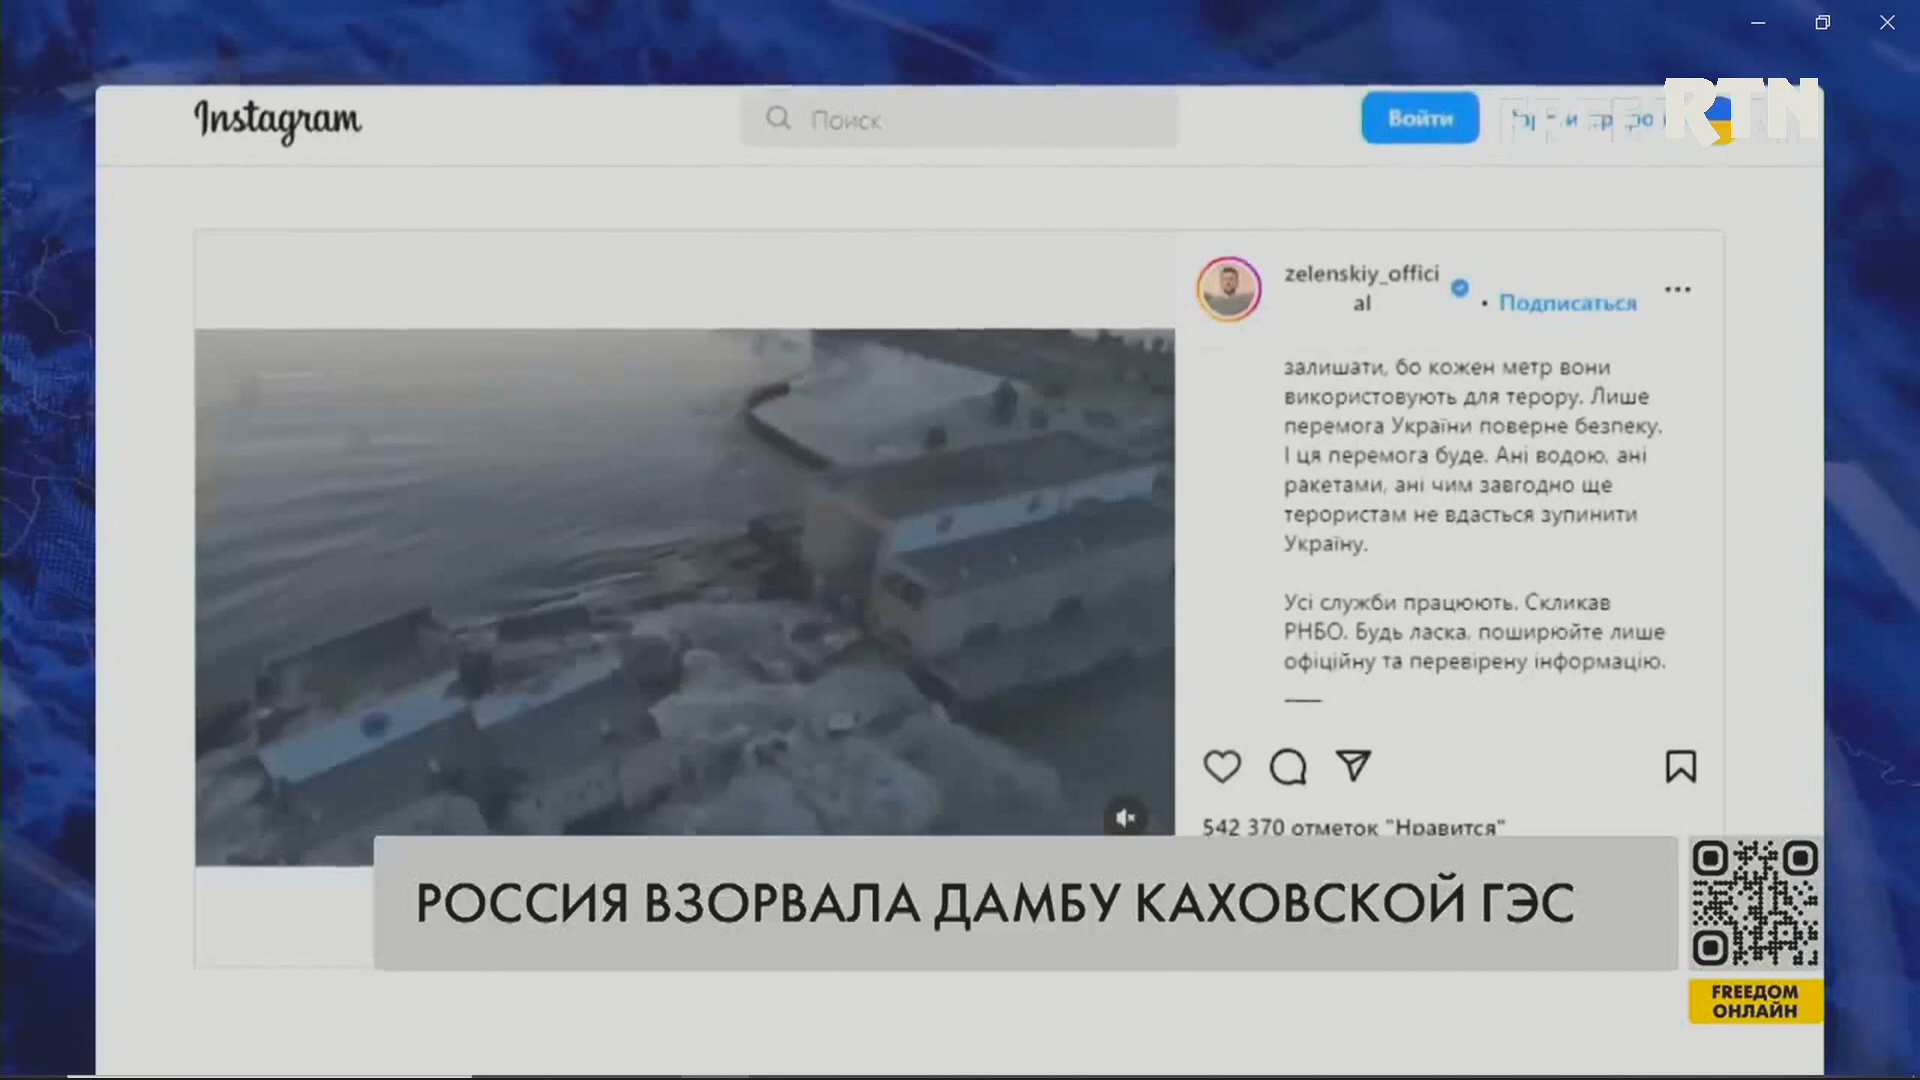 Instagram
Поиск
Войти
RTN
zelenskiy_offici
al
• Подписаться
залишати, бо кожен метр вони
використовують для терору. Лише
перемога України поверне безпеку.
І ця перемога буде. Ані водою, ані
ракетами, ані чим завгодно ще
терористам не вдасться зупинити
Україну.
Усі служби працюють. Скликав
РНБО. Будь ласка, поширюйте лише
офіційну та перевірену інформацію.
542 370 отметок "Нравится"
РОССИЯ ВЗОРВАЛА ДАМБУ КАХОВСКОЙ ГЭС
FREEДОМ
ОНЛАЙН